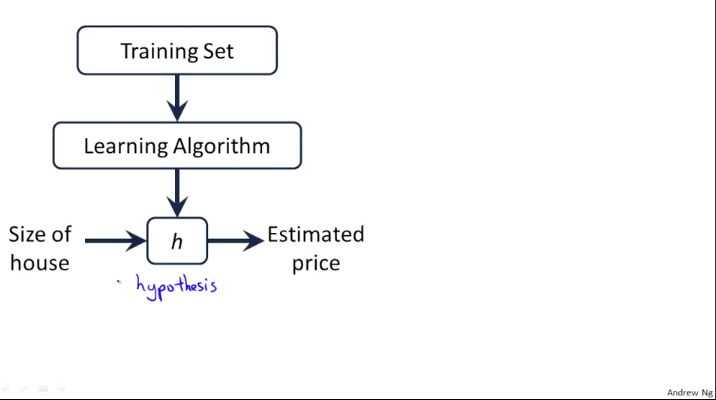 Training Set
Learning Algorithm
Size of
house
h
Estimated
price
hypothesis
Andrew Ng